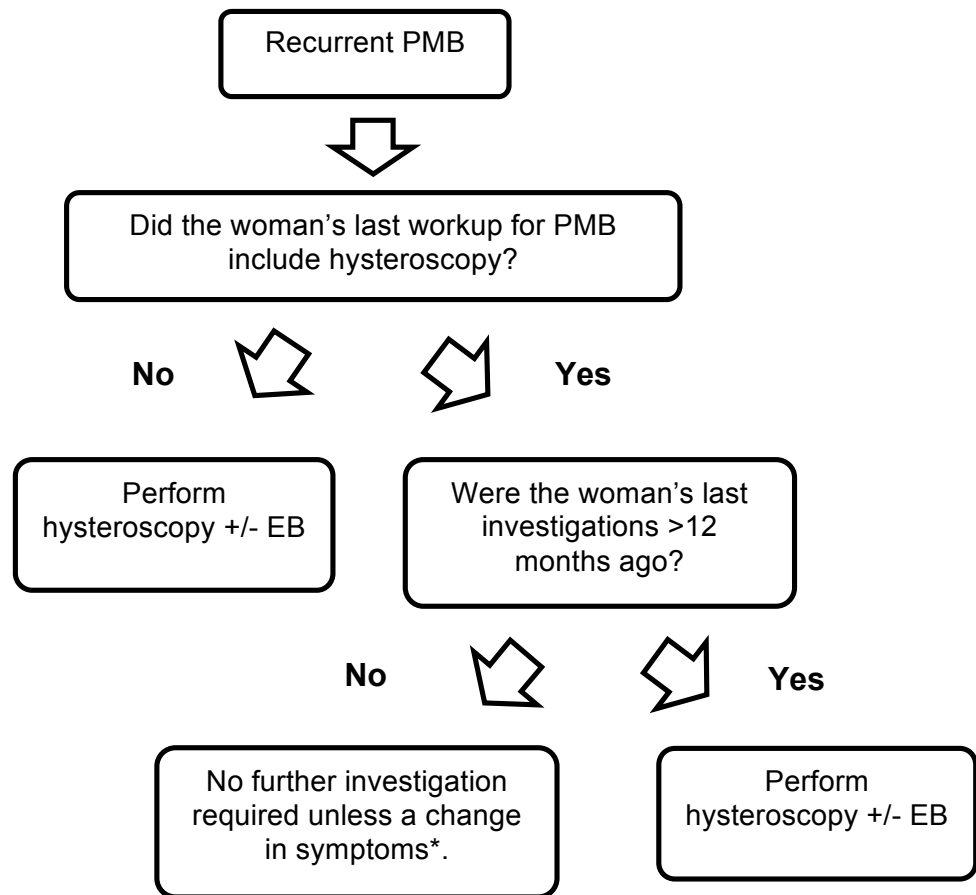 Recurrent PMB
Did the woman’s last workup for PMB
include hysteroscopy?
No
Yes
Perform
hysteroscopy +/- EB
Were the woman’s last
investigations >12
months ago?
No
Yes
No further investigation
required unless a change
in symptoms*.
Perform
hysteroscopy +/- EB